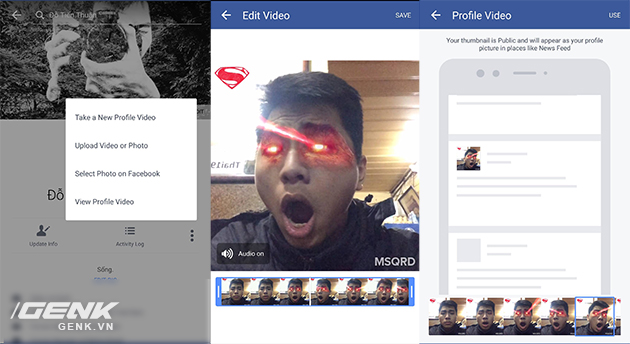 Đỗ Tiến Thuận
Take a New Profile Video
Upload Video or Photo
Select Photo on Facebook
View Profile Video
Đỗ
Update Info
Activity Log
Sống
GENK
GENK.VN
Edit Video
SAVE
Audio on
MSQRD
Profile Video
USE
Your thumbnail is Public and will appear as your profile
picture in places like News Feed